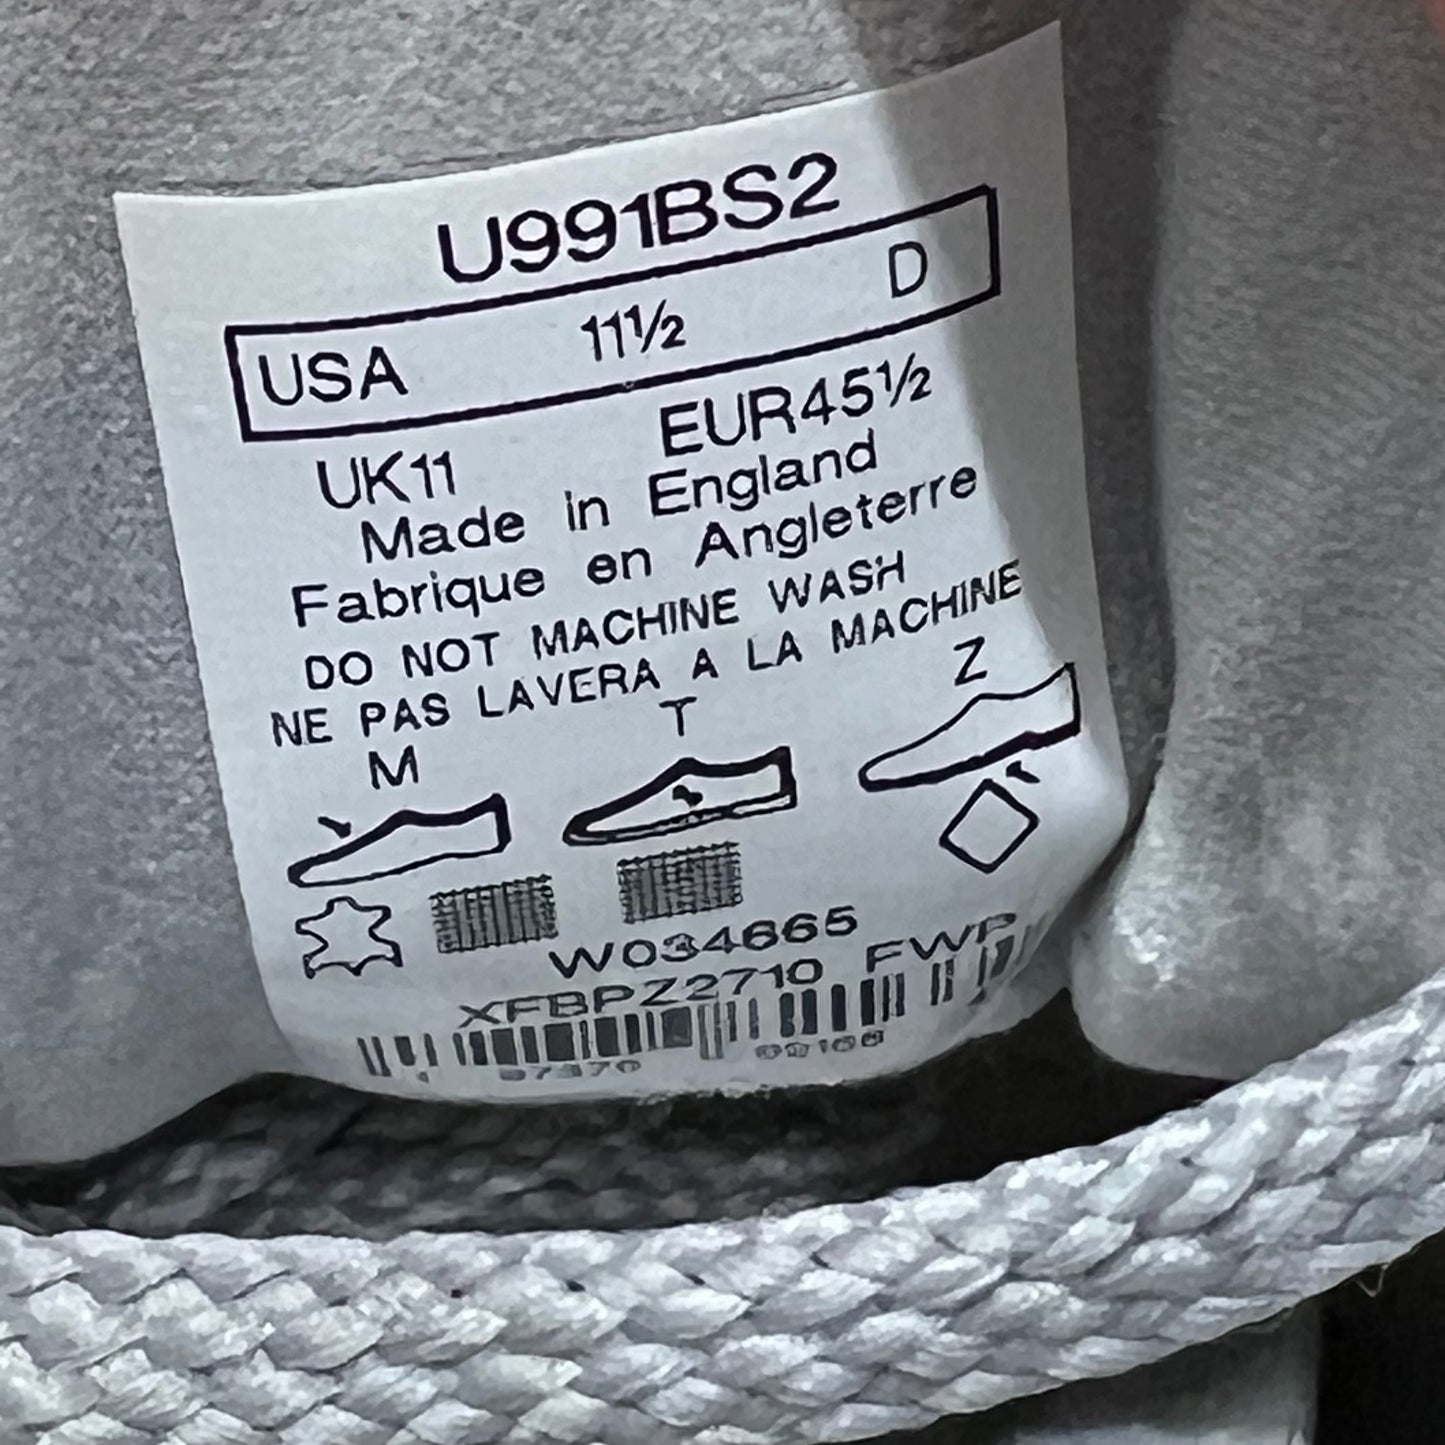 U991BS2
USA 11½ D
UK11 EUR45½
Made in England
Fabrique en Angleterre
DO NOT MACHINE WASH
NE PAS LAVERA A LA MACHINE
M T Z
W034665
XFBPZ2710 FWP